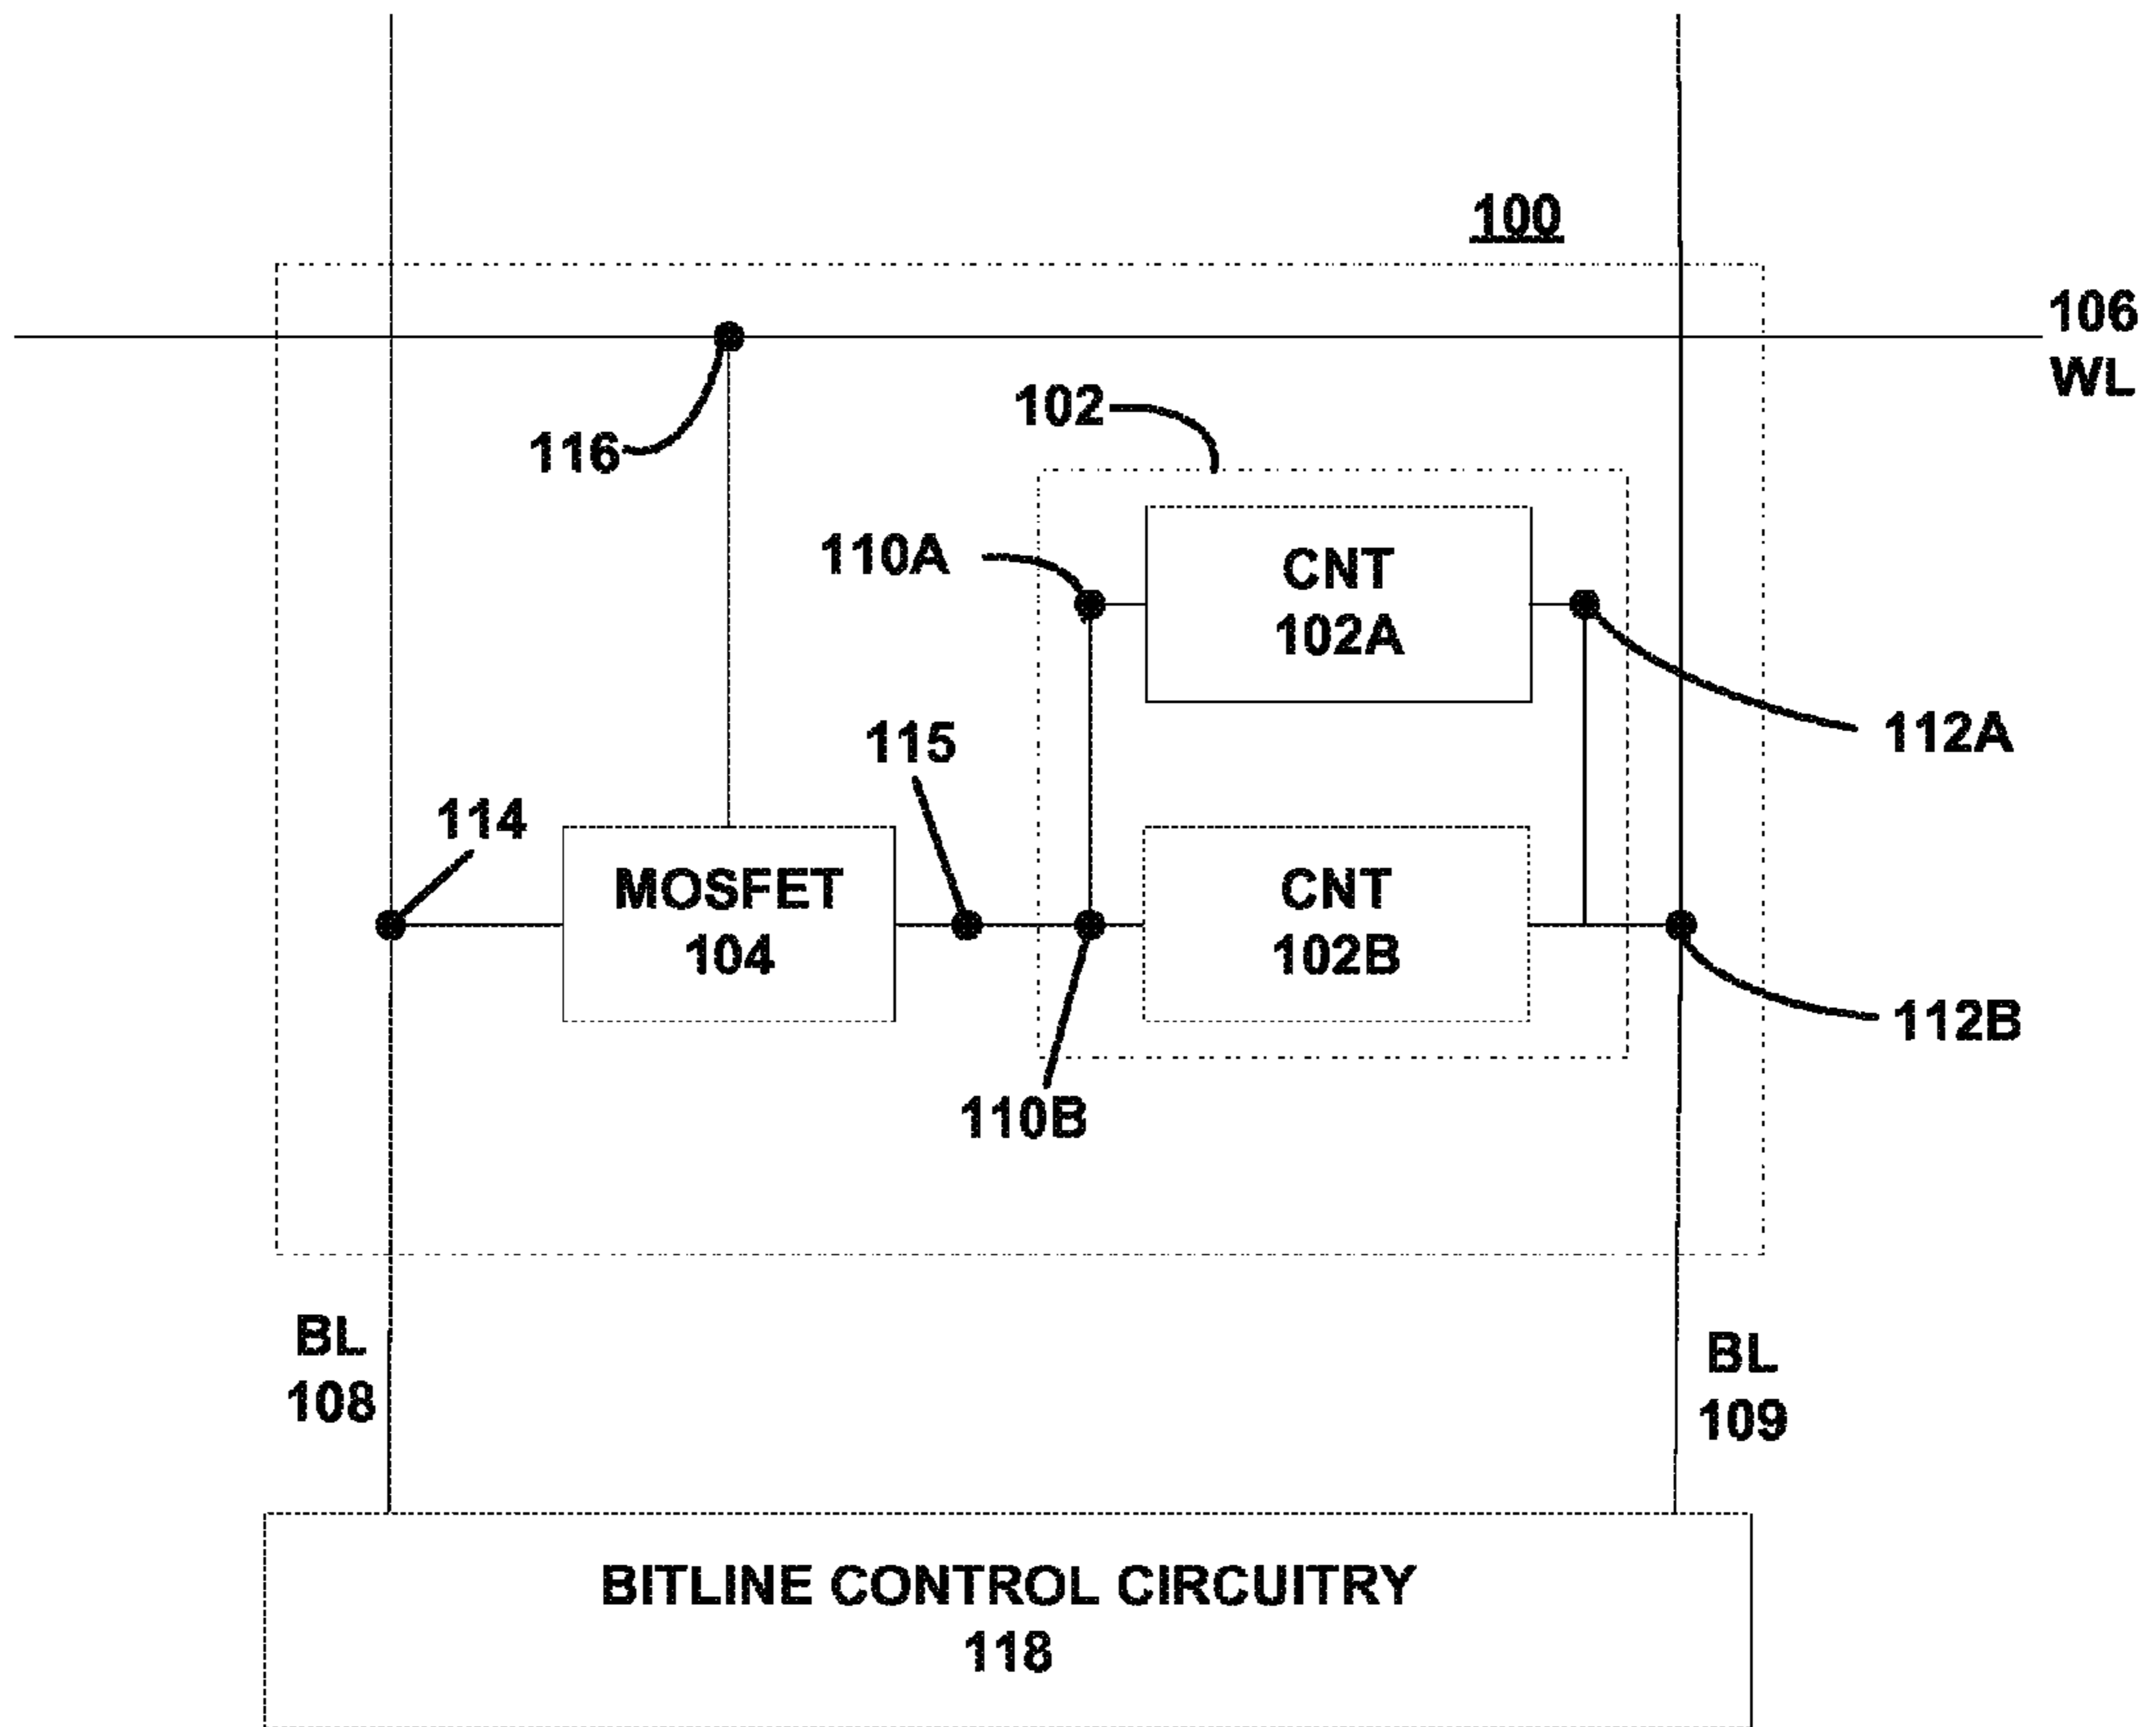 100
106
WL
102
116
110A
CNT
102A
112A
115
114
MOSFET
104
CNT
102B
112B
110B
BL
108
BL
109
BITLINE CONTROL CIRCUITRY
118